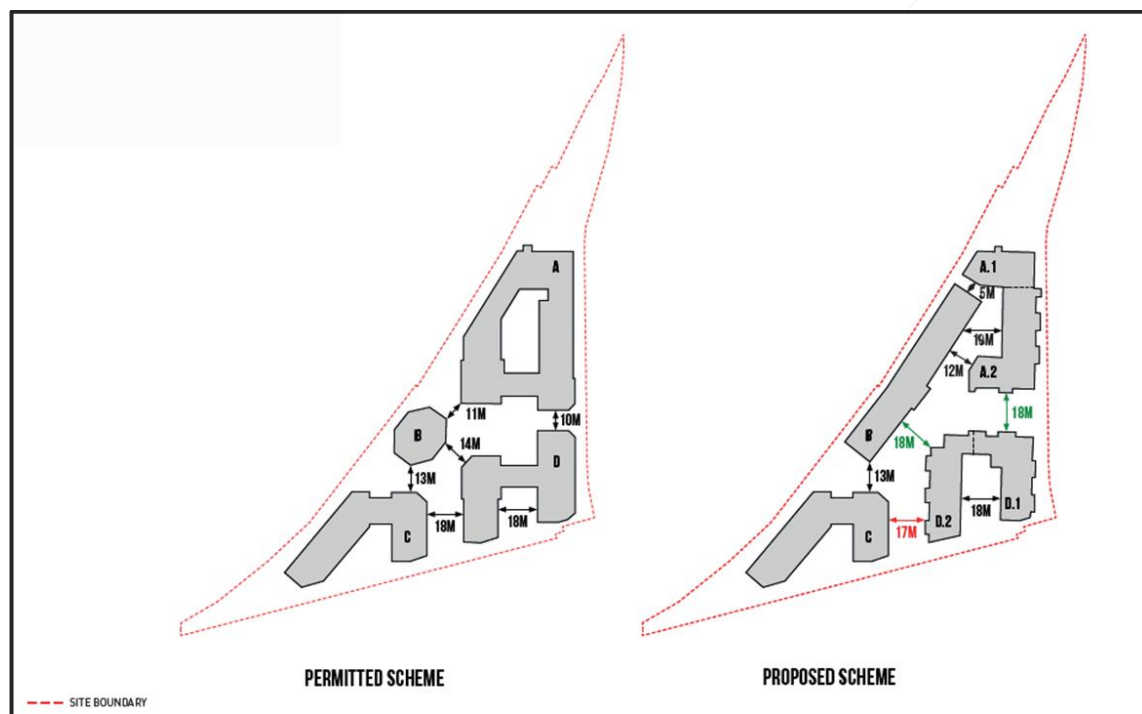 A
11M
10M
B
14M
D
13M
18M
18M
C
PERMITTED SCHEME
A.1
5M
19M
12M
A.2
18M
18M
B
13M
18M
D.1
D.2
17M
C
PROPOSED SCHEME
SITE BOUNDARY